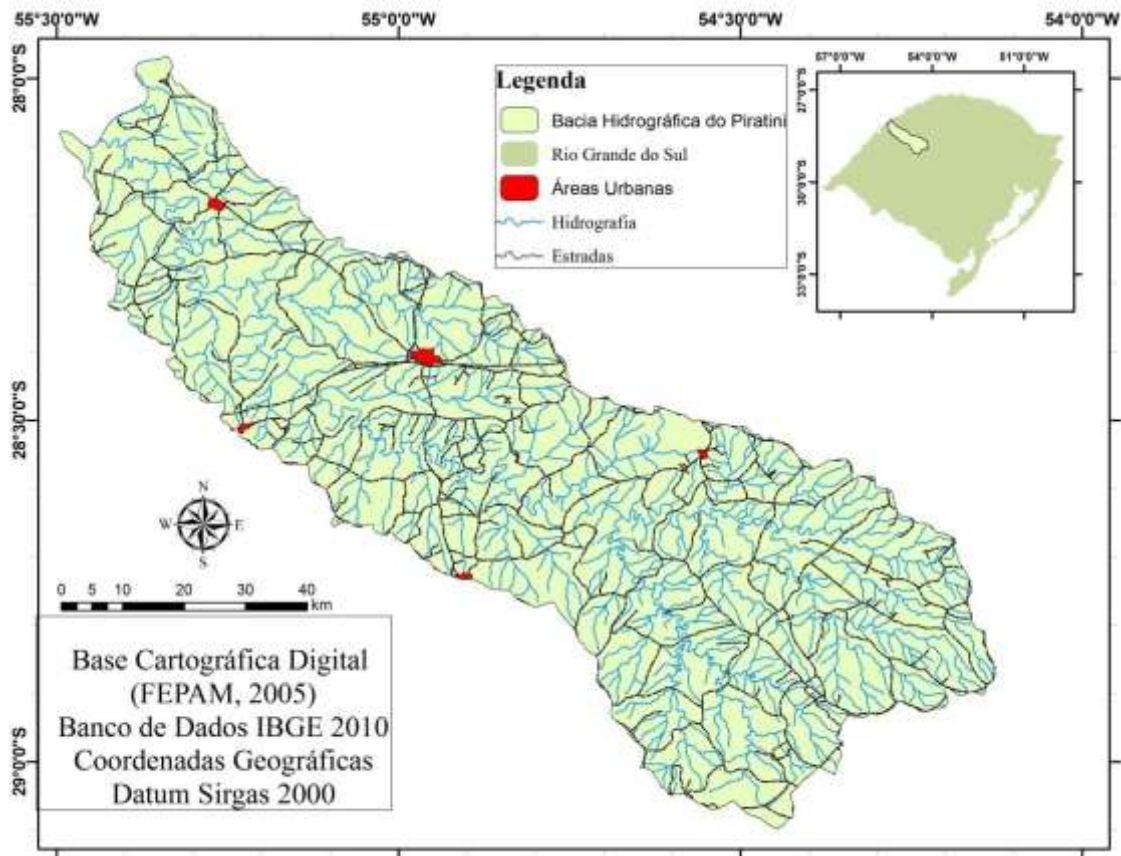 55°30'0"W 55°0'0"W 54°30'0"W 54°0'0"W
28°0'0"S
28°30'0"S
29°0'0"S
Legenda
Bacia Hidrográfica do Piratini
Rio Grande do Sul
Áreas Urbanas
Hidrografia
Estradas
57°0'0"W 54°0'0"W 51°0'0"W
27°0'0"S
30°0'0"S
33°0'0"S
N
W E
S
0 5 10 20 30 40
km
Base Cartográfica Digital
(FEPAM, 2005)
Banco de Dados IBGE 2010
Coordenadas Geográficas
Datum Sirgas 2000